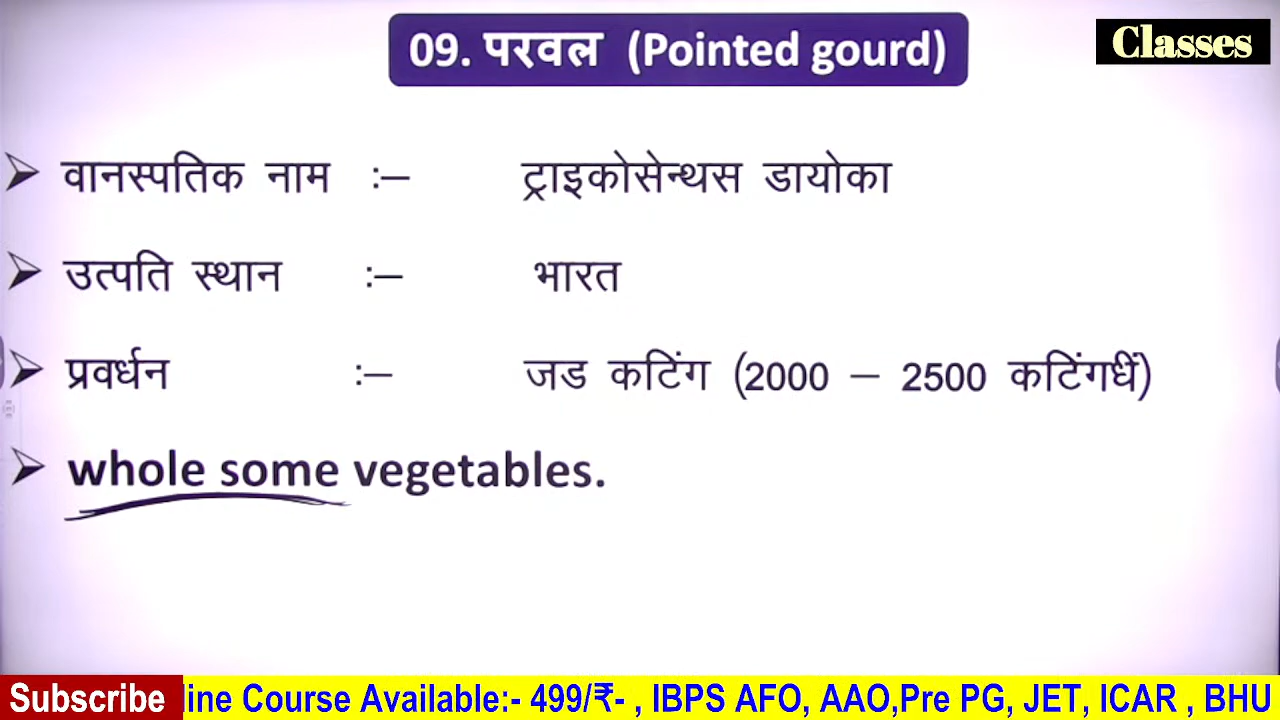 09. परवल (Pointed gourd)
Classes
➢ वानस्पतिक नाम :– ट्राइकोसेन्थस डायोका
➢ उत्पति स्थान :– भारत
➢ प्रवर्धन :– जड कटिंग (2000 – 2500 कटिंगधीं)
➢ whole some vegetables.
Subscribe ine Course Available:- 499/₹- , IBPS AFO, AAO,Pre PG, JET, ICAR , BHU